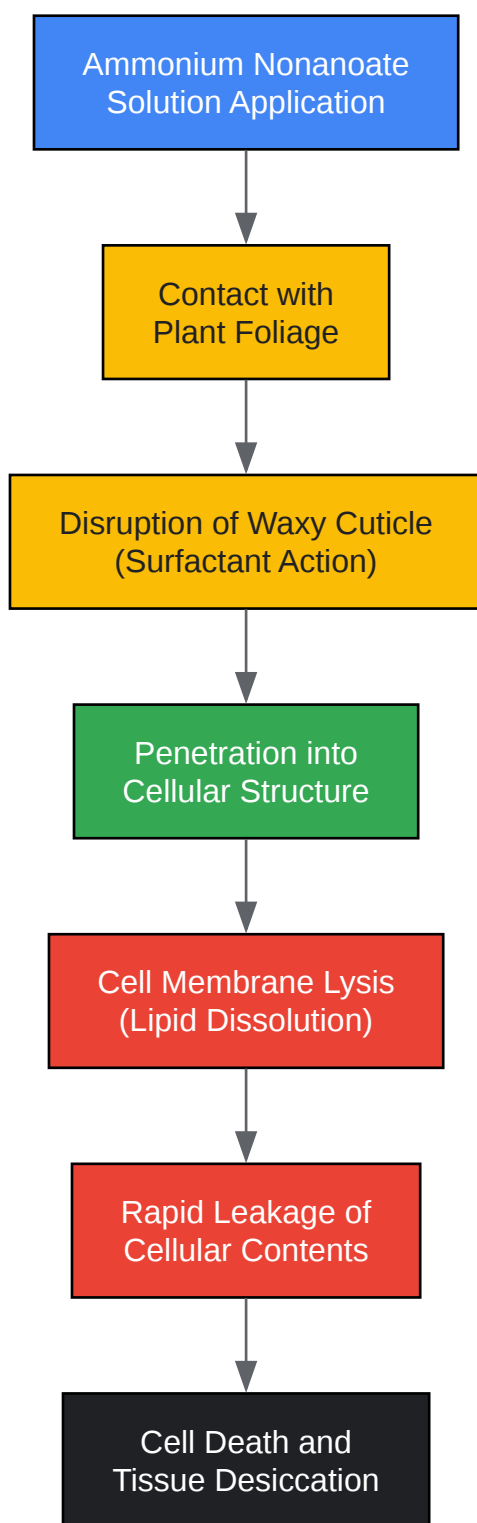 Ammonium Nonanoate
Solution Application
Contact with
Plant Foliage
Disruption of Waxy Cuticle
(Surfactant Action)
Penetration into
Cellular Structure
Cell Membrane Lysis
(Lipid Dissolution)
Rapid Leakage of
Cellular Contents
Cell Death and
Tissue Desiccation